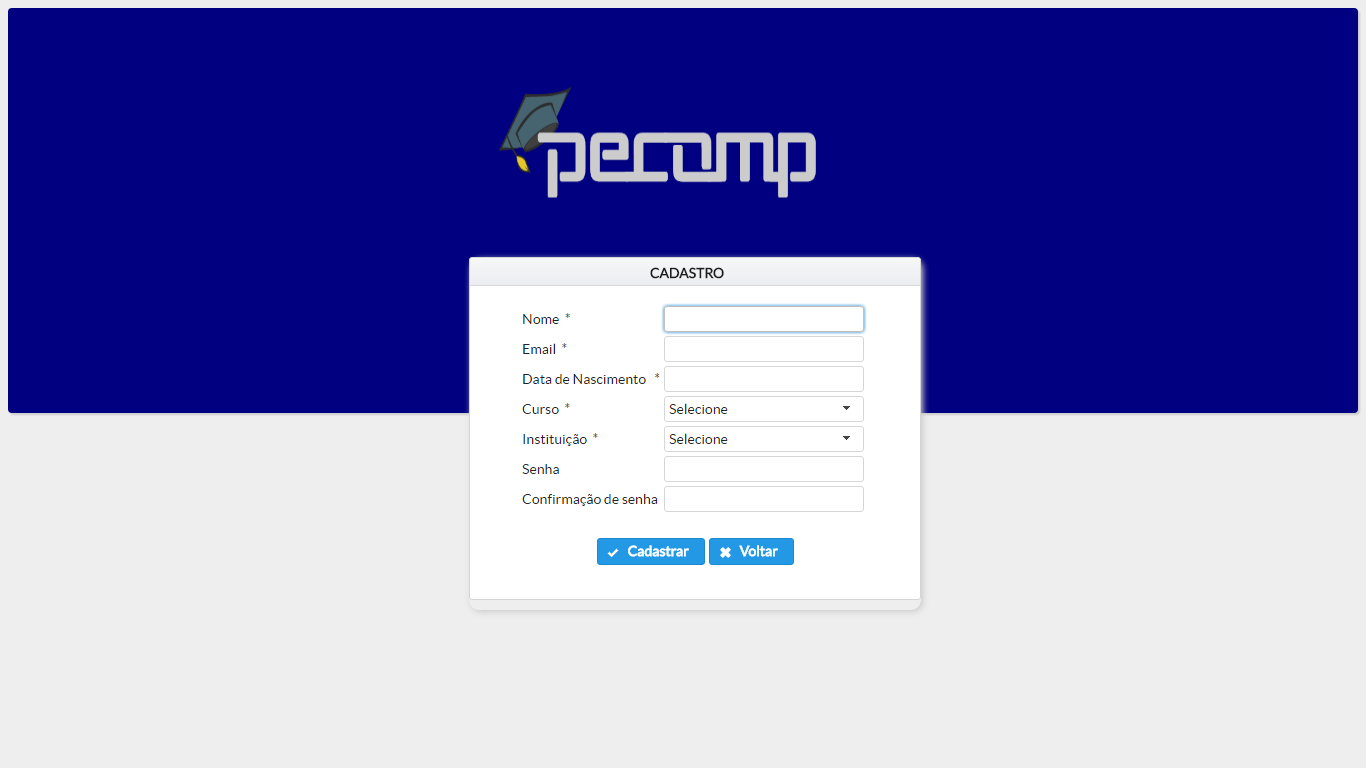 pecomp
CADASTRO
Nome *
Email *
Data de Nascimento *
Curso * Selecione
Instituição * Selecione
Senha
Confirmação de senha
Cadastrar Voltar